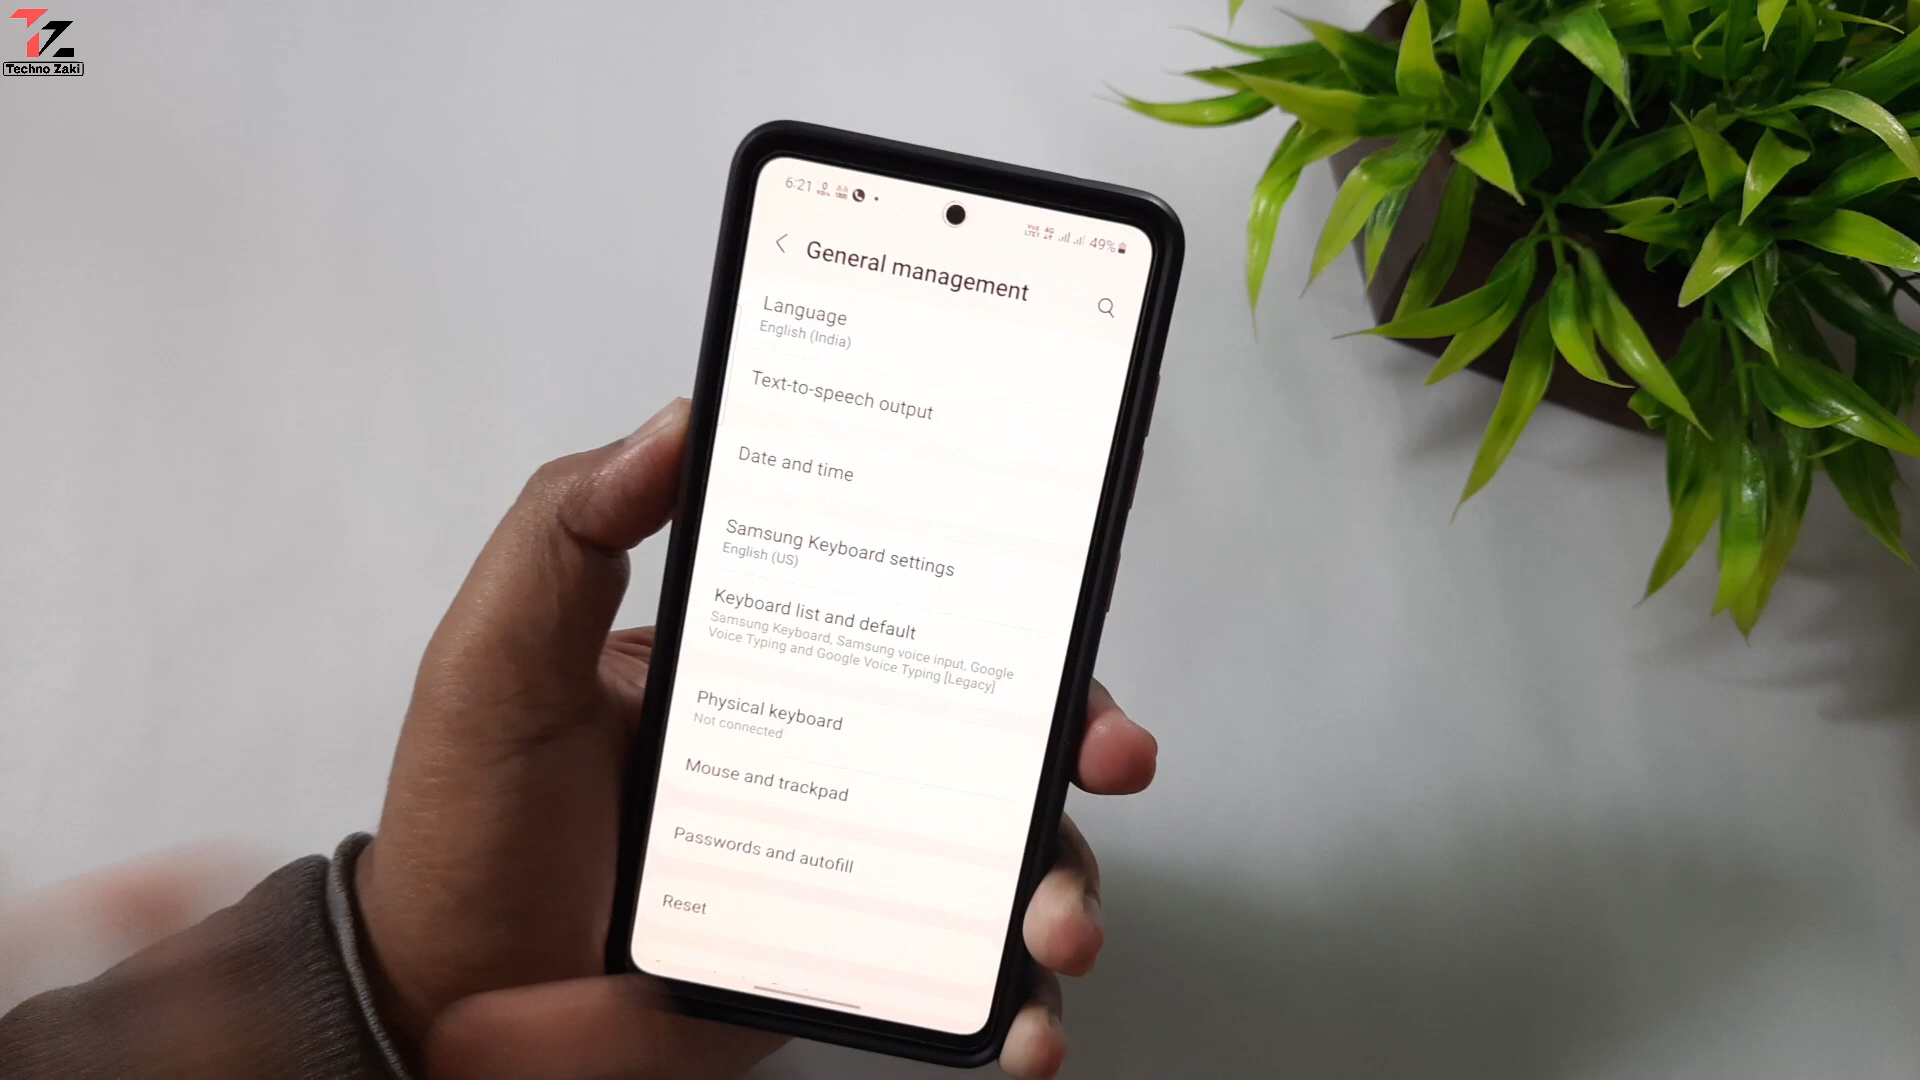 TZ
Techno Zaki
6:21
49%
General management
Language
English (India)
Text-to-speech output
Date and time
Samsung Keyboard settings
English (US)
Keyboard list and default
Samsung Keyboard, Samsung voice input, Google
Voice Typing and Google Voice Typing [Legacy]
Physical keyboard
Not connected
Mouse and trackpad
Passwords and autofill
Reset